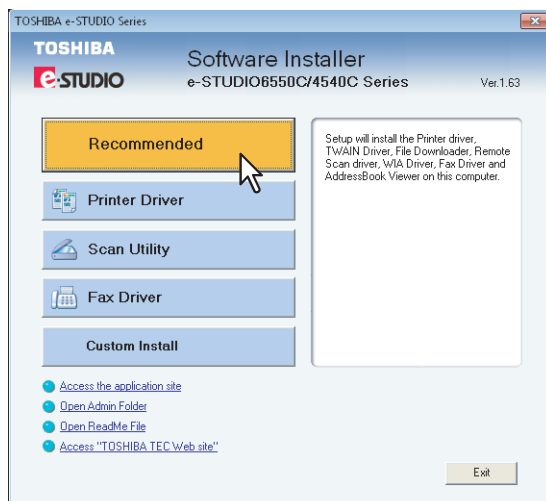 TOSHIBA e-STUDIO Series
TOSHIBA
e-STUDIO
Software Installer
e-STUDIO6550C/4540C Series
Ver.1.63
Recommended
Setup will install the Printer driver,
TWAIN Driver, File Downloader, Remote
Scan driver, WIA Driver, Fax Driver and
AddressBook Viewer on this computer.
Printer Driver
Scan Utility
Fax Driver
Custom Install
Access the application site
Open Admin Folder
Open ReadMe File
Access "TOSHIBA TEC Web site"
Exit